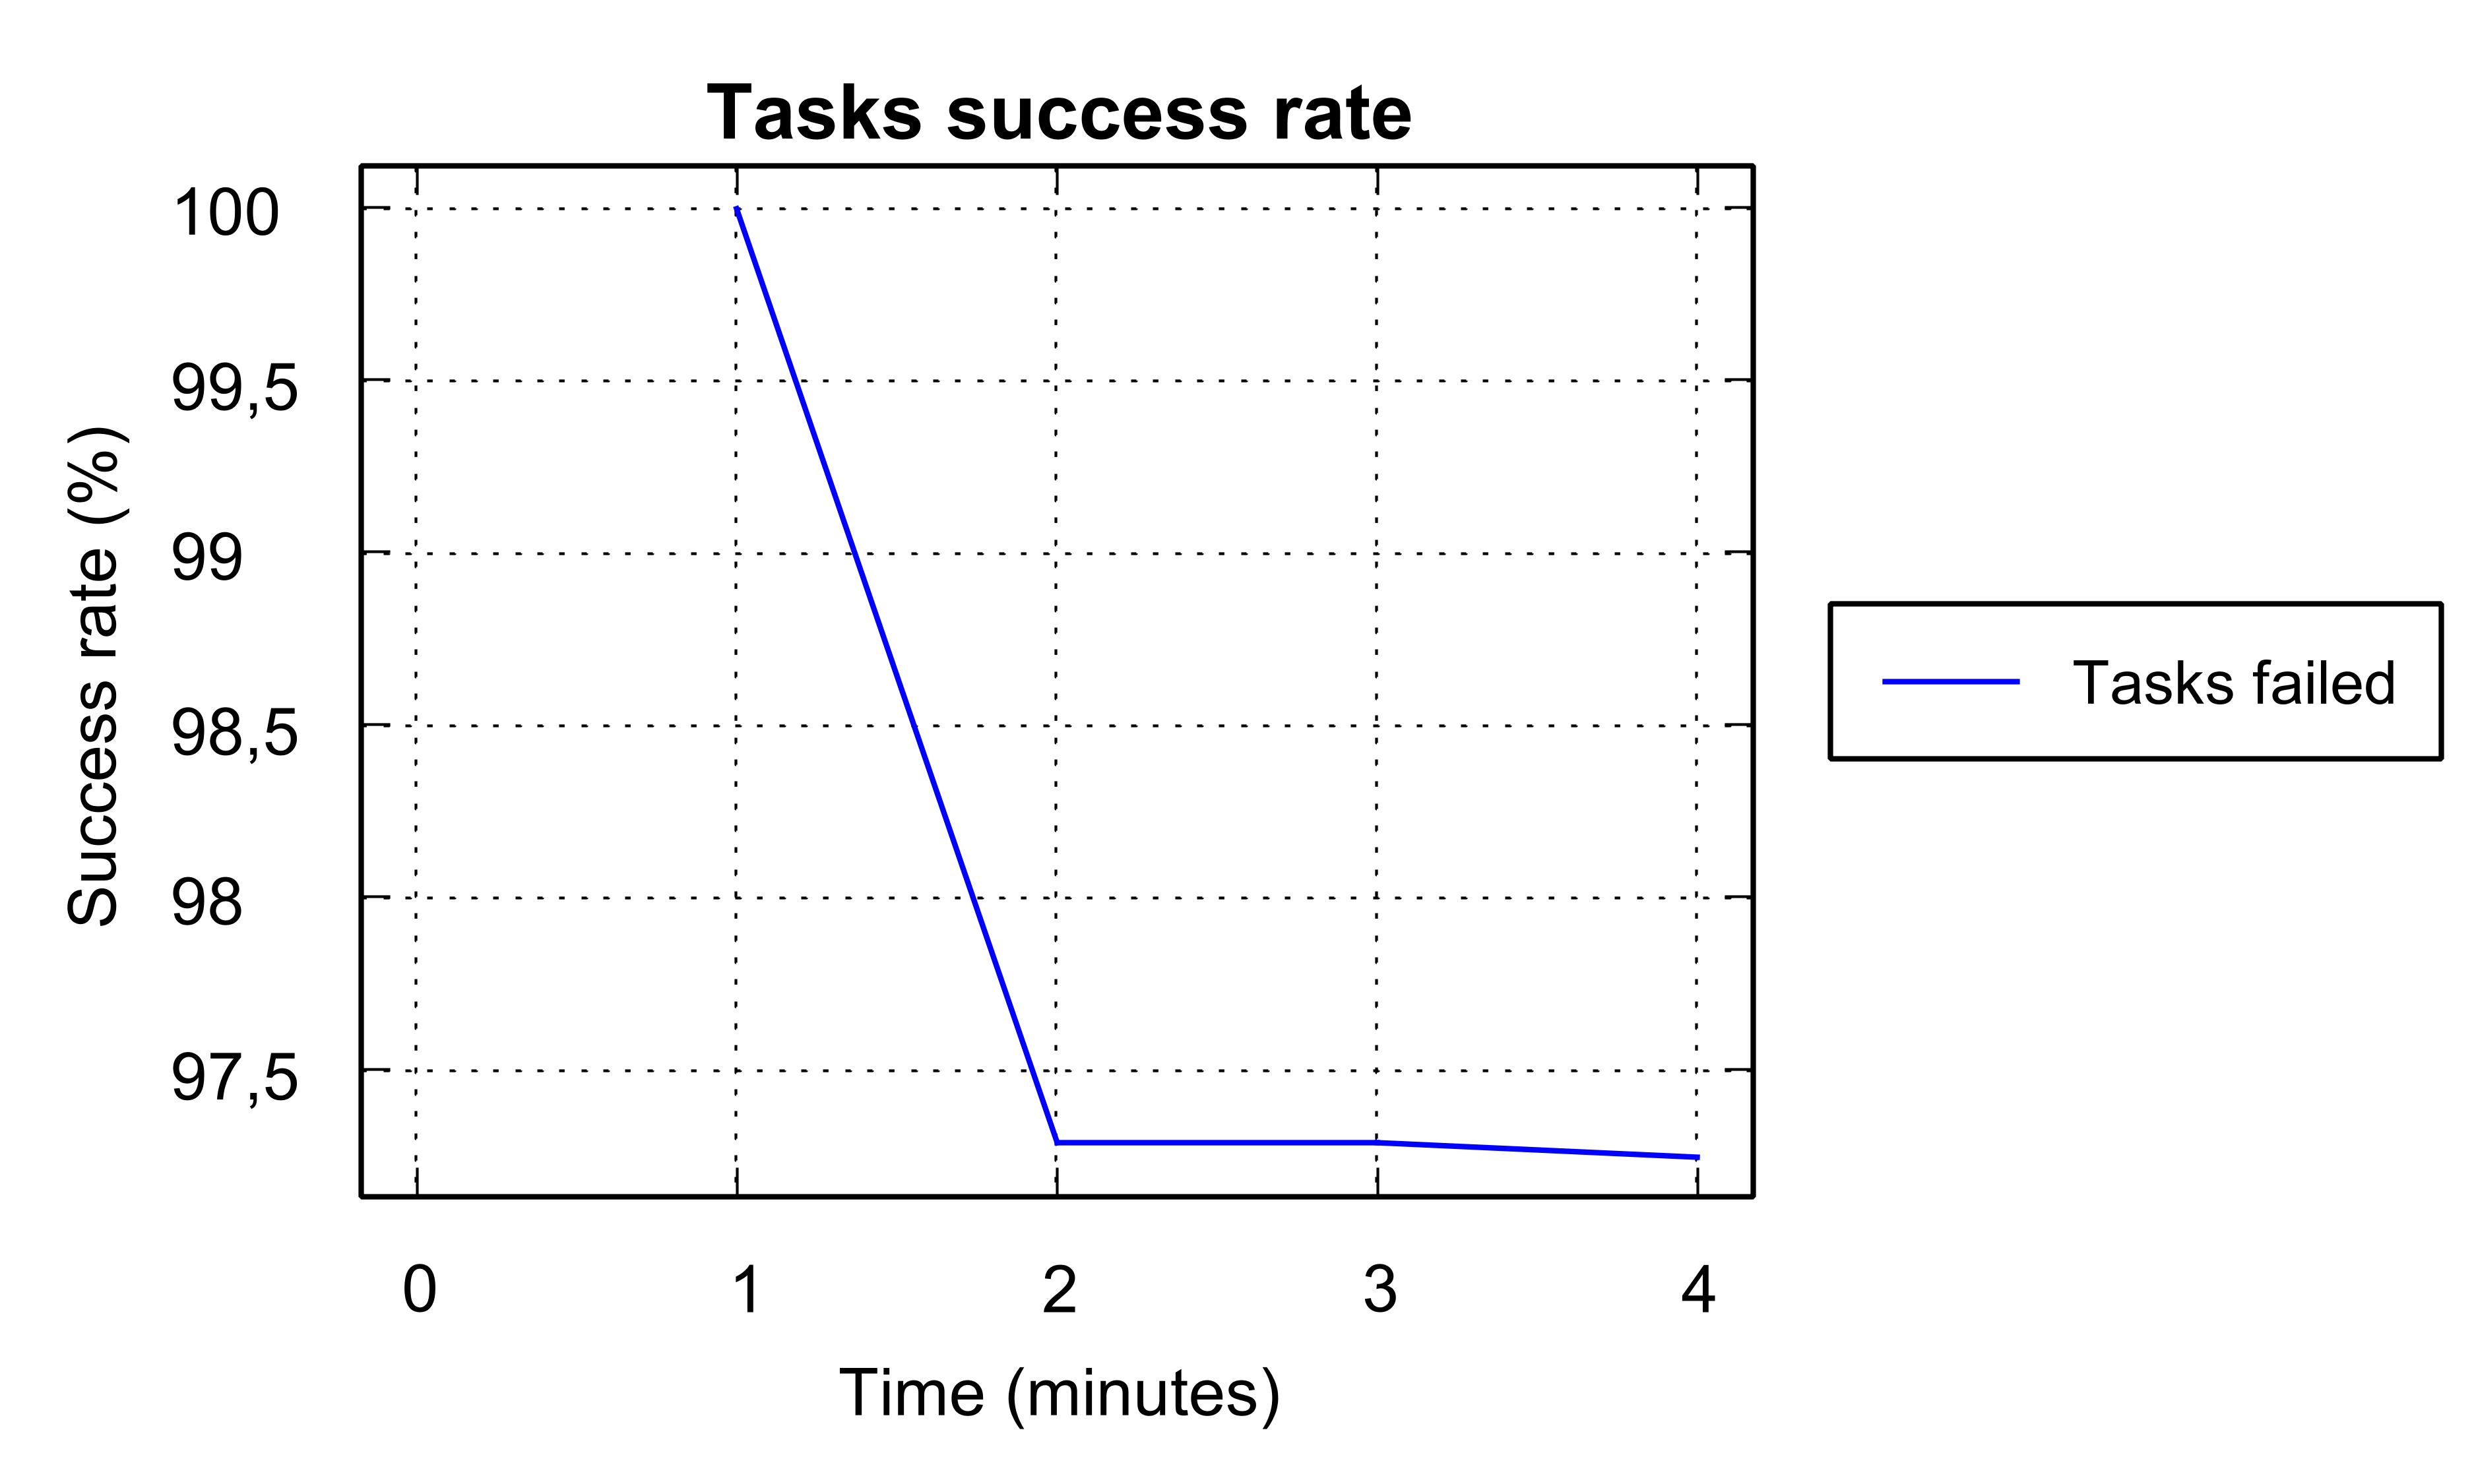 Tasks success rate
100
99,5
99
98,5
98
97,5
Success rate (%)
0 1 2 3 4
Time (minutes)
Tasks failed